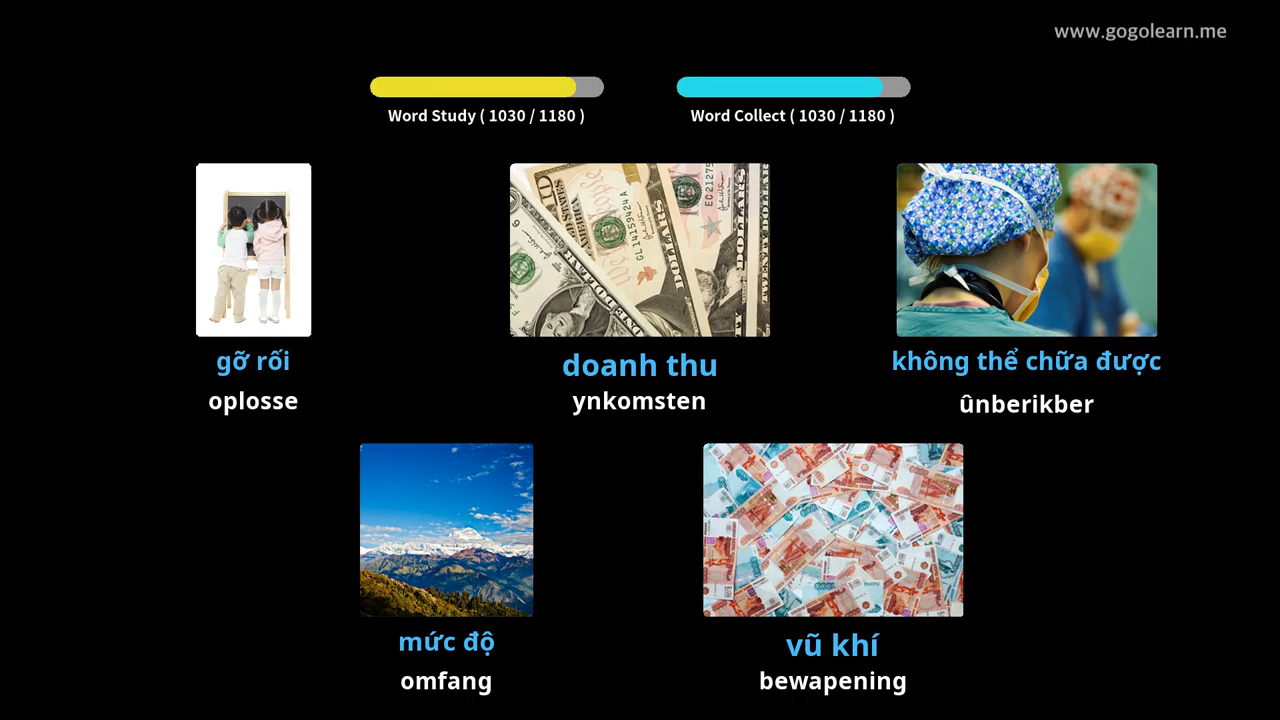 www.gogolearn.me
Word Study ( 1030 / 1180 )
Word Collect ( 1030 / 1180 )
gỡ rối
oplosse
doanh thu
ynkomsten
không thể chữa được
ûnberikber
mức độ
omfang
vũ khí
bewapening